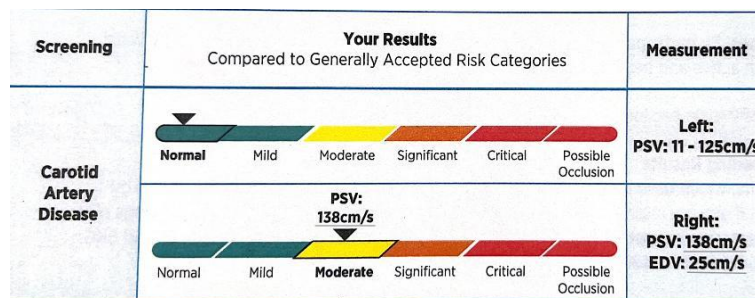 Screening
Your Results
Compared to Generally Accepted Risk Categories
Measurement
Carotid
Artery
Disease
Normal Mild Moderate Significant Critical Possible
Occlusion
Left:
PSV: 11 - 125cm/s
PSV:
138cm/s
Normal Mild Moderate Significant Critical Possible
Occlusion
Right:
PSV: 138cm/s
EDV: 25cm/s